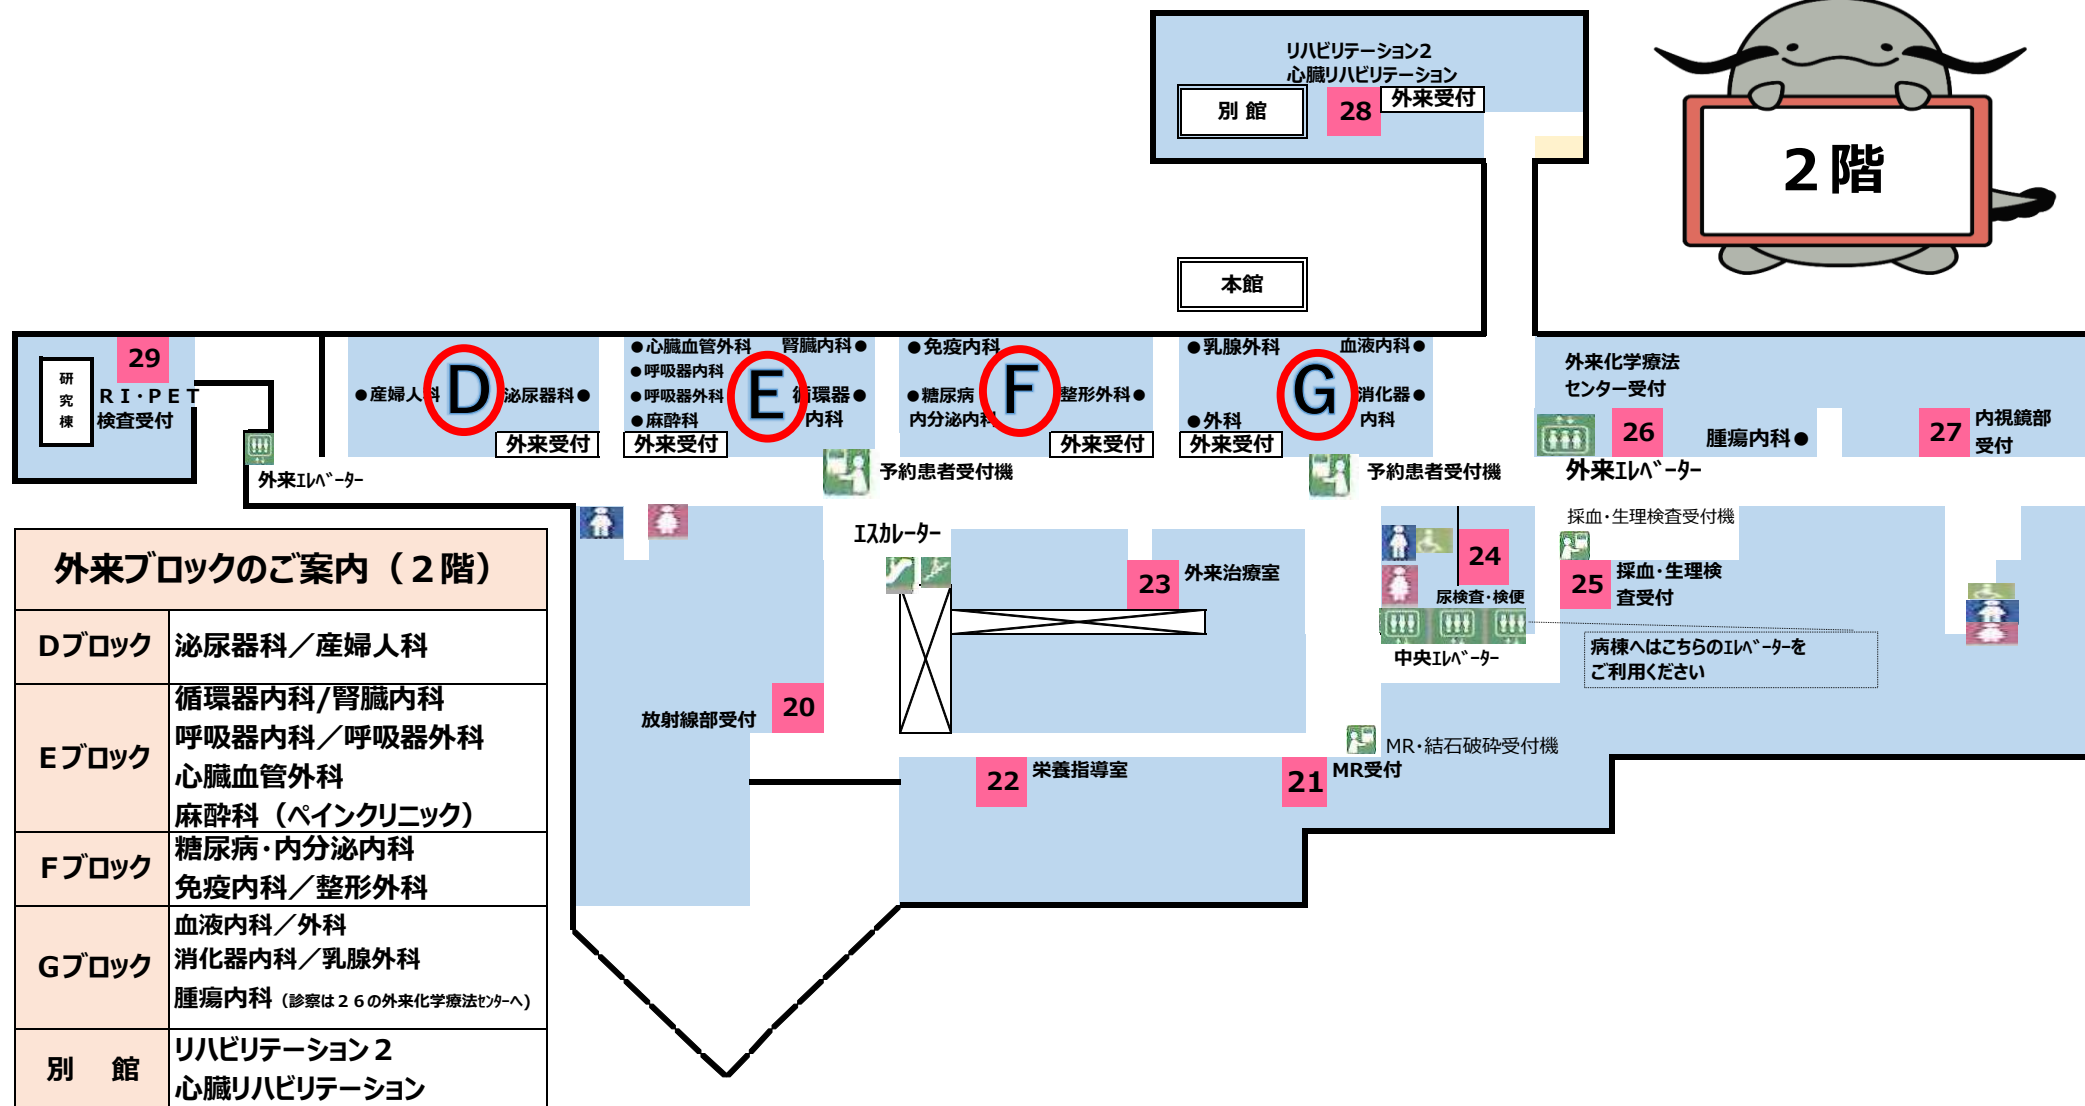 リハビリテーション2
心臓リハビリテーション
外来受付
別 館
28
2階
本館
29
研究棟
RI・PET
検査受付
外来ｴﾚﾍﾞｰﾀｰ
●産婦人科
D
泌尿器科●
外来受付
●心臓血管外科
腎臓内科●
●呼吸器内科
●呼吸器外科
●麻酔科
E
循環器●
内科
外来受付
●免疫内科
●糖尿病
内分泌内科
F
整形外科●
外来受付
●乳腺外科
血液内科●
●外科
G
消化器●
内科
外来受付
外来化学療法
センター受付
26
腫瘍内科●
27
内視鏡部
受付
外来ｴﾚﾍﾞｰﾀｰ
予約患者受付機
予約患者受付機
ｴｽｶﾚｰﾀｰ
23
外来治療室
24
尿検査・検便
中央ｴﾚﾍﾞｰﾀｰ
採血・生理検査受付機
25
採血・生理検
査受付
病棟へはこちらのｴﾚﾍﾞｰﾀｰを
ご利用ください
放射線部受付
20
22
栄養指導室
21
MR受付
MR・結石破砕受付機
外来ブロックのご案内（２階）
Dブロック
泌尿器科／産婦人科
Eブロック
循環器内科/腎臓内科
呼吸器内科／呼吸器外科
心臓血管外科
麻酔科（ペインクリニック）
Fブロック
糖尿病・内分泌内科
免疫内科／整形外科
Gブロック
血液内科／外科
消化器内科／乳腺外科
腫瘍内科（診察は２６の外来化学療法ｾﾝﾀｰへ)
別 館
リハビリテーション２
心臓リハビリテーション